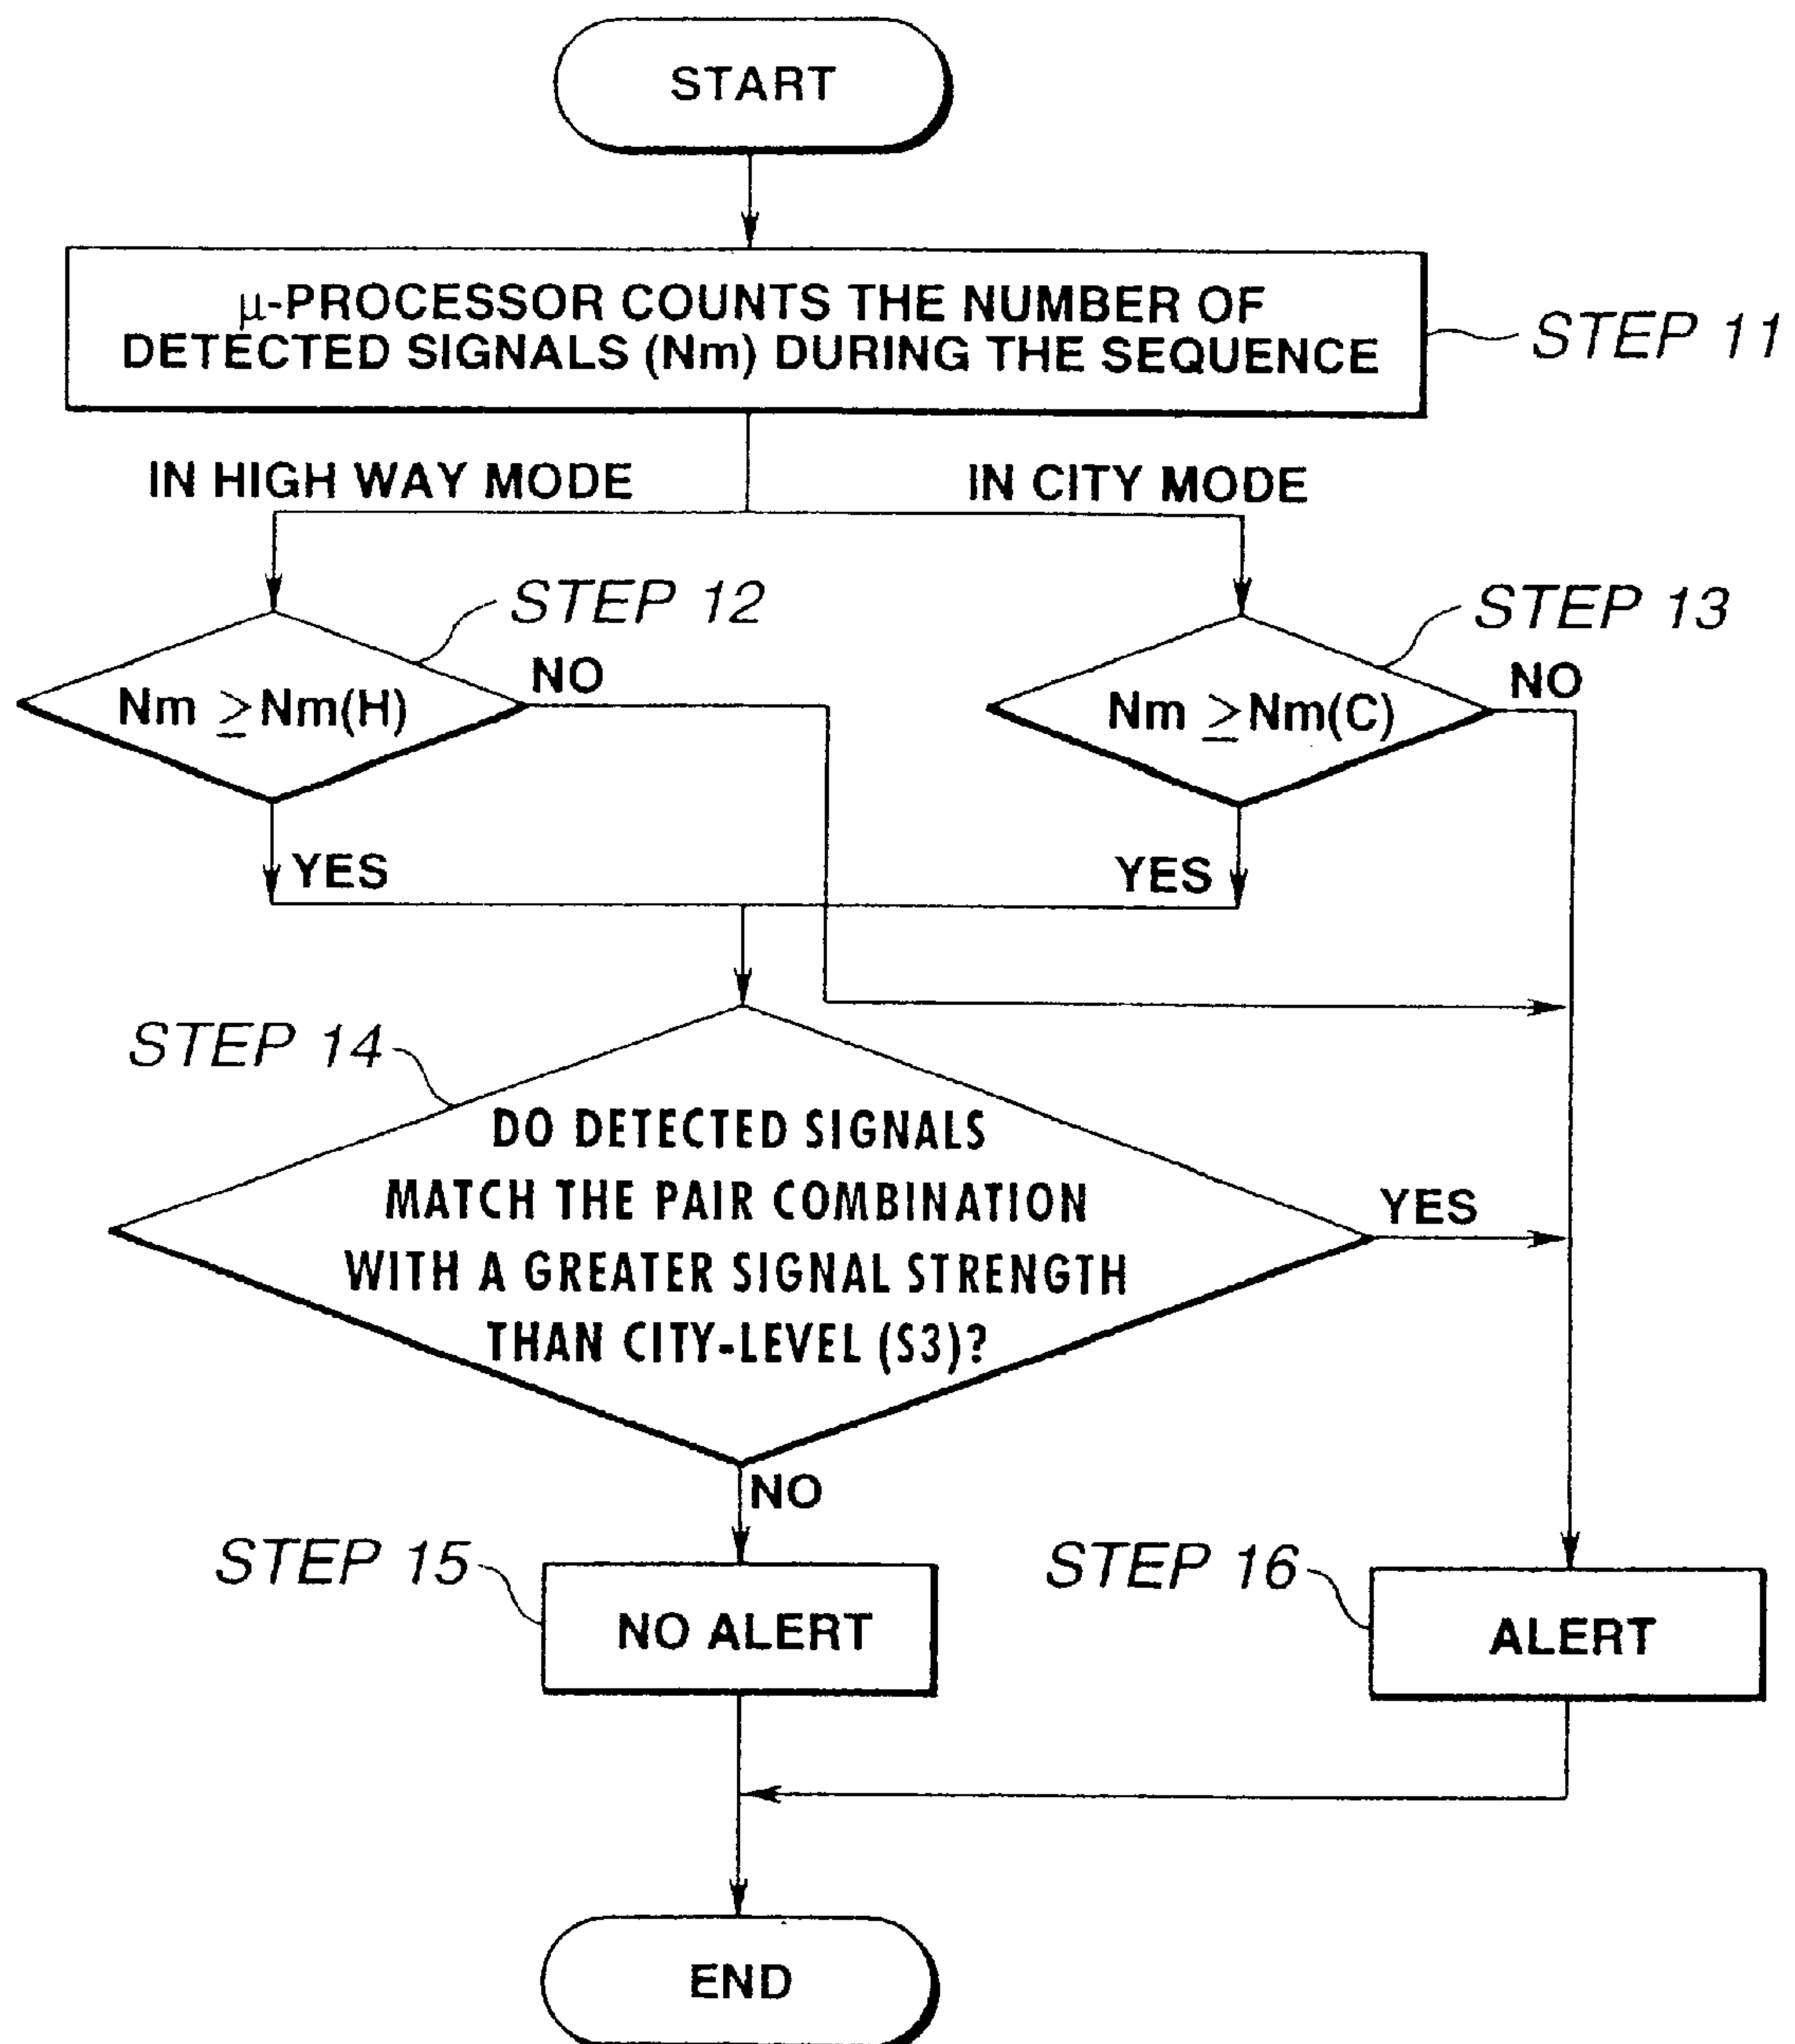 START
μ-PROCESSOR COUNTS THE NUMBER OF
DETECTED SIGNALS (Nm) DURING THE SEQUENCE
STEP 11
IN HIGH WAY MODE
IN CITY MODE
STEP 12
STEP 13
Nm ≥Nm(H)
NO
Nm ≥Nm(C)
NO
YES
YES
STEP 14
DO DETECTED SIGNALS
MATCH THE PAIR COMBINATION
WITH A GREATER SIGNAL STRENGTH
THAN CITY-LEVEL (S3)?
YES
NO
STEP 15
NO ALERT
STEP 16
ALERT
END